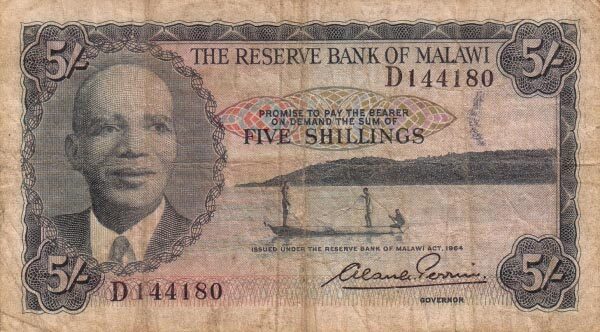 5/-
THE RESERVE BANK OF MALAWI
5/-
D144180
PROMISE TO PAY THE BEARER
ON DEMAND THE SUM OF
FIVE SHILLINGS
ISSUED UNDER THE RESERVE BANK OF MALAWI ACT, 1964
5/-
D144180
GOVERNOR
5/-